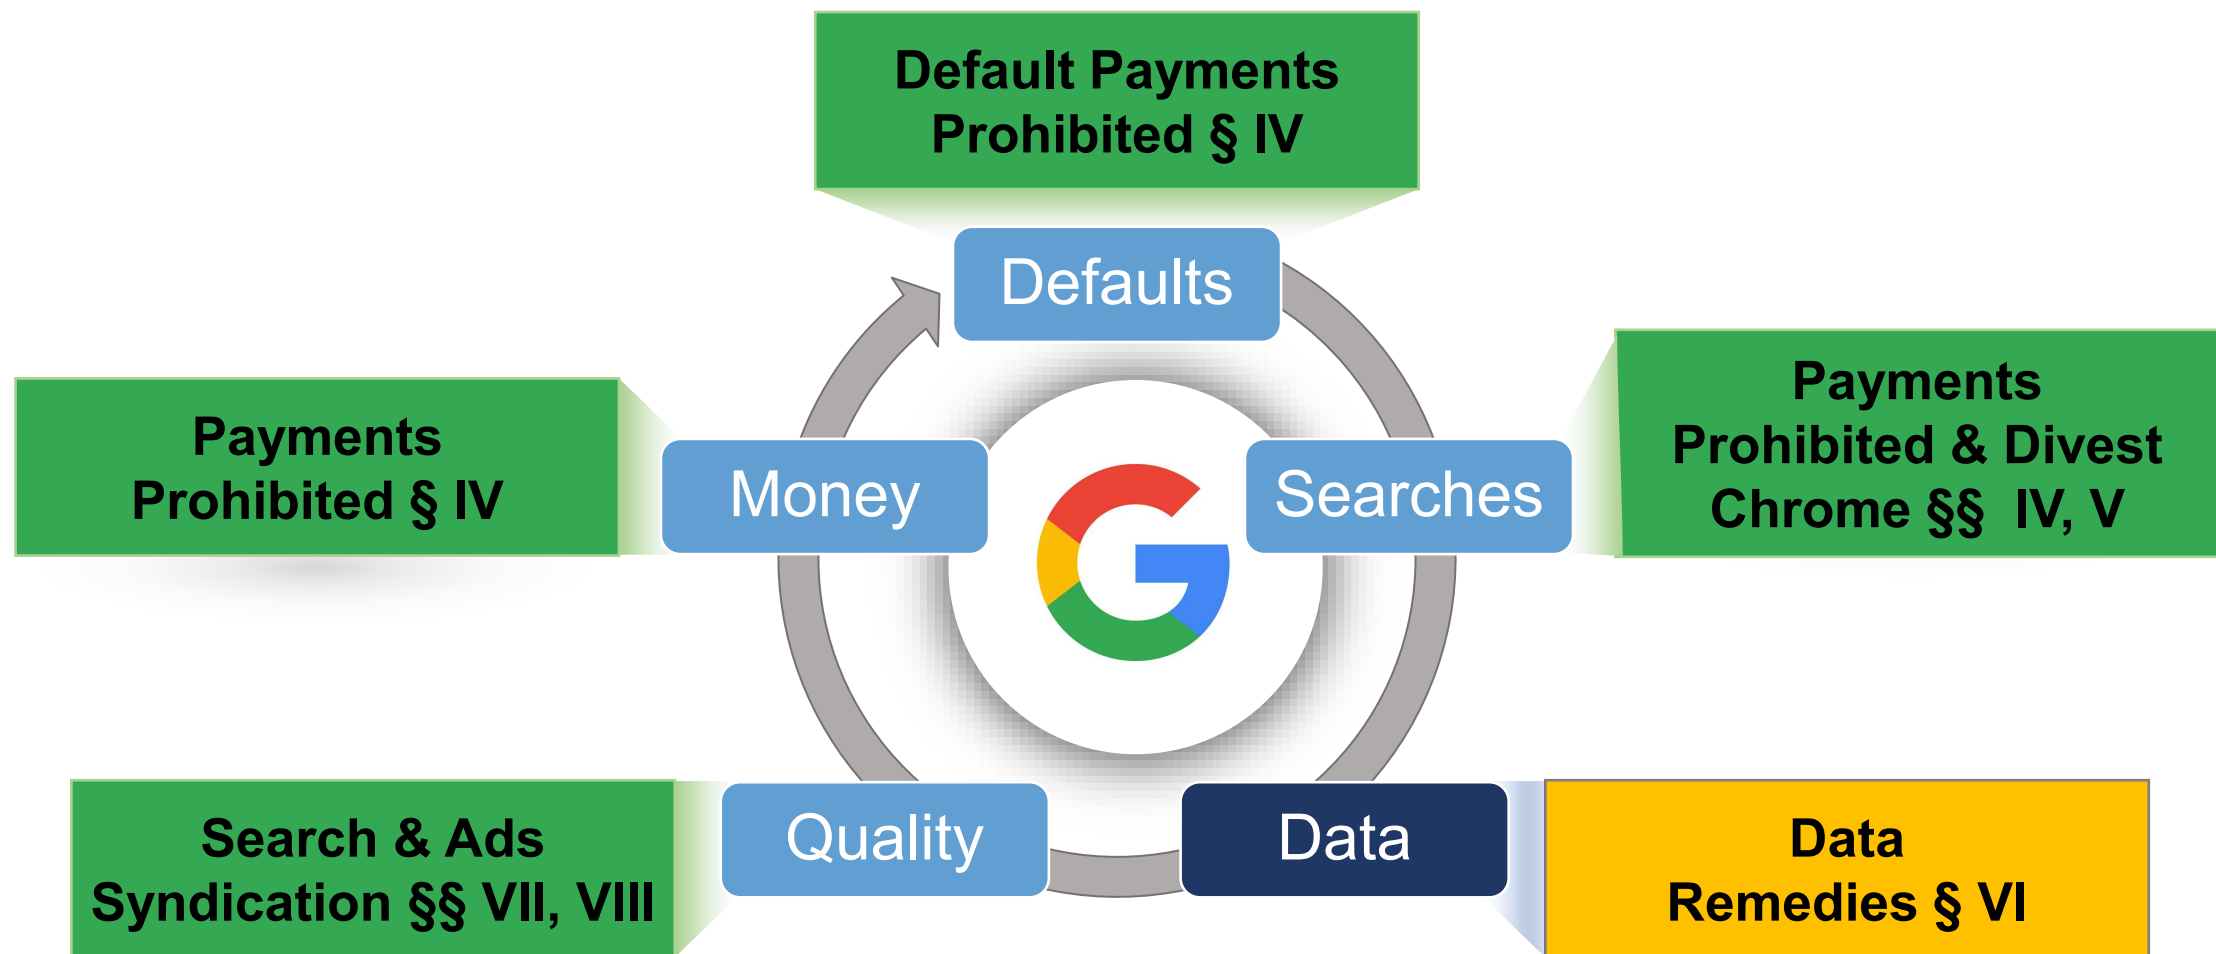 Default Payments
Prohibited § IV
Defaults
Payments
Prohibited § IV
Money
Searches
Payments
Prohibited & Divest
Chrome §§ IV, V
Search & Ads
Syndication §§ VII, VIII
Quality
Data
Data
Remedies § VI